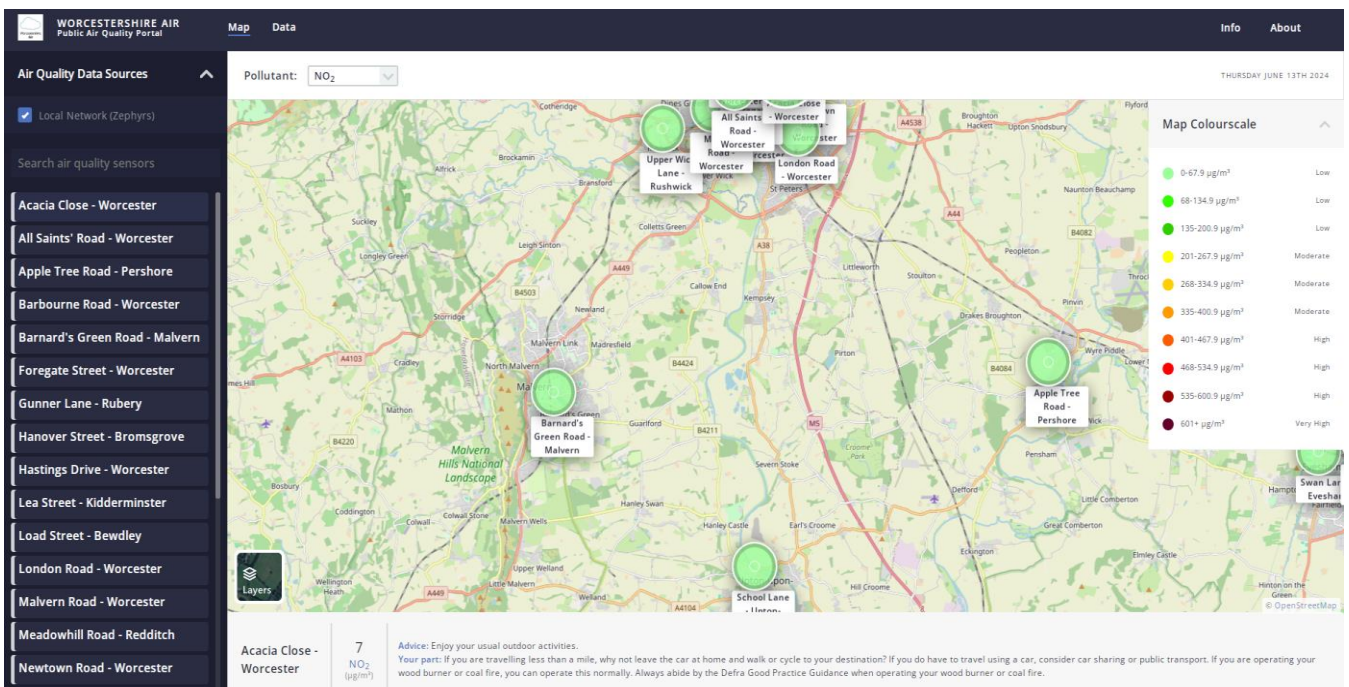 WORCESTERSHIRE AIR
Public Air Quality Portal
Map
Data
Info
About
Air Quality Data Sources
Local Network (Zephyrs)
Search air quality sensors
Acacia Close - Worcester
All Saints' Road - Worcester
Apple Tree Road - Pershore
Barbourne Road - Worcester
Barnard's Green Road - Malvern
Foregate Street - Worcester
Gunner Lane - Rubery
Hanover Street - Bromsgrove
Hastings Drive - Worcester
Lea Street - Kidderminster
Load Street - Bewdley
London Road - Worcester
Malvern Road - Worcester
Meadowhill Road - Redditch
Newtown Road - Worcester
Pollutant:
NO₂
THURSDAY JUNE 13TH 2024
Cotheridge
Broughton
Hackett
Upton Snodsbury
Flyford
A4538
All Saints
Road -
Worcester
- Worcester
Upper Wic
Lane -
Rushwick
Road -
Worcester
London Road
- Worcester
St Peters
Brockamin
Alfrick
Bransford
Naunton Beauchamp
Suckley
Longley Green
Leigh Sinton
Colletts Green
A38
A44
B4082
Peopleton
A449
Littleworth
Stoulton
Callow End
Kempsey
B4503
Newland
Storridge
Pinvin
Drakes Broughton
Malvern Link
Madresfield
A4103
Cradley
North Malvern
B4424
Pirton
B4084
Wyre Piddle
Lower
Mathon
Barnard's
Green Road -
Malvern
Guarlford
B4211
M5
Apple Tree
Road -
Pershore
B4220
Malvern
Hills National
Landscape
Croome
Park
Pensham
Severn Stoke
Bosbury
Coddington
Colwall
Colwall Stone
Malvern Wells
Hanley Swan
Hanley Castle
Earl's Croome
Defford
Little Comberton
Great Comberton
Swan Lan
Evesha
Eckington
Elmley Castle
Upper Welland
Wellington
Heath
Little Malvern
Welland
A449
A4104
School Lane
- Upton-
Hill Croome
Hinton on the
Green
Layers
© OpenStreetMap
Map Colourscale
0-67.9 µg/m³ Low
68-134.9 µg/m³ Low
135-200.9 µg/m³ Low
201-267.9 µg/m³ Moderate
268-334.9 µg/m³ Moderate
335-400.9 µg/m³ Moderate
401-467.9 µg/m³ High
468-534.9 µg/m³ High
535-600.9 µg/m³ High
601+ µg/m³ Very High
Acacia Close -
Worcester
7
NO₂
(µg/m³)
Advice: Enjoy your usual outdoor activities.
Your part: If you are travelling less than a mile, why not leave the car at home and walk or cycle to your destination? If you do have to travel using a car, consider car sharing or public transport. If you are operating your
wood burner or coal fire, you can operate this normally. Always abide by the Defra Good Practice Guidance when operating your wood burner or coal fire.